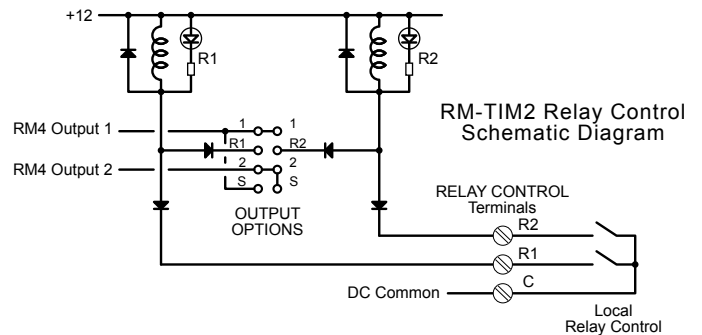 +12
R1
R2
RM-TIM2 Relay Control
Schematic Diagram
RM4 Output 1
1 1
R1 R2
RM4 Output 2
2 2
S S
OUTPUT
OPTIONS
RELAY CONTROL
Terminals
R2
R1
DC Common
C
Local
Relay Control